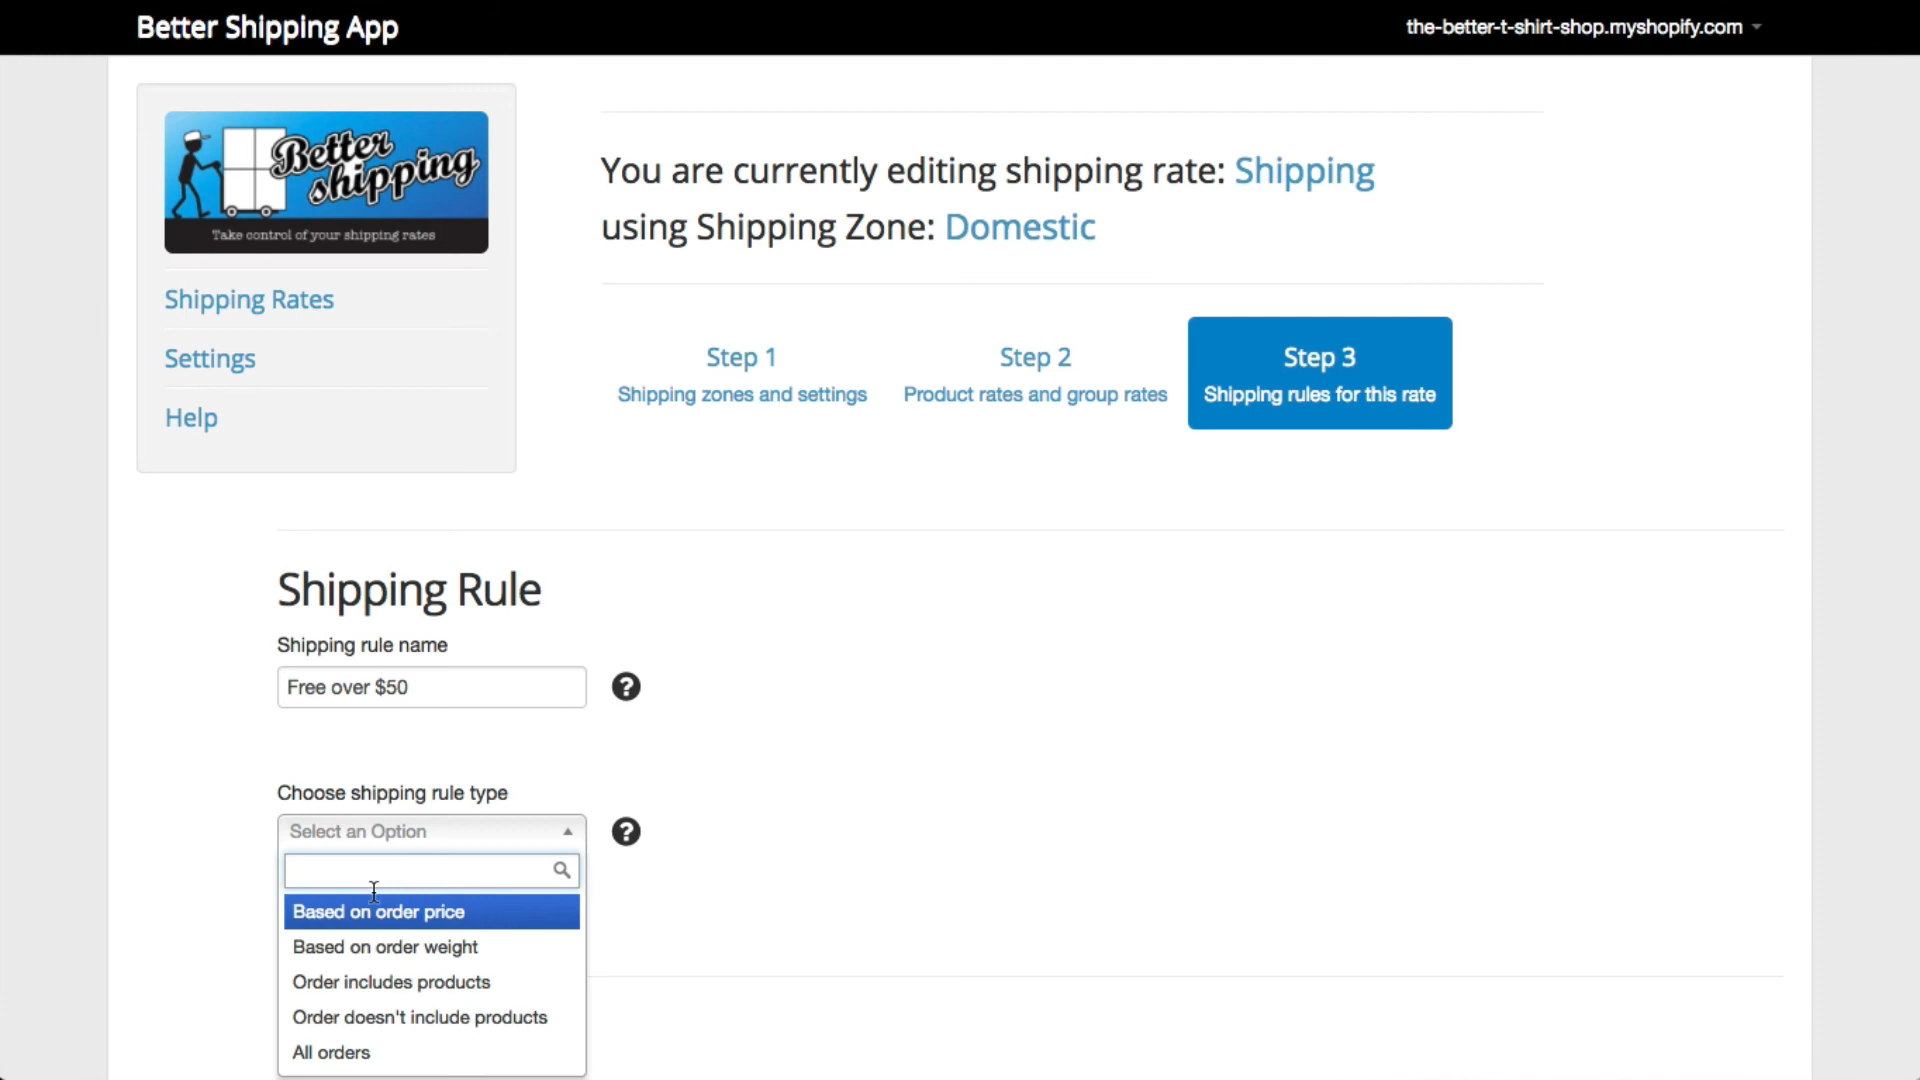 Better Shipping App
the-better-t-shirt-shop.myshopify.com
Better
shipping
Take control of your shipping rates
Shipping Rates
Settings
Help
You are currently editing shipping rate: Shipping
using Shipping Zone: Domestic
Step 1
Shipping zones and settings
Step 2
Product rates and group rates
Step 3
Shipping rules for this rate
Shipping Rule
Shipping rule name
Free over $50
?
Choose shipping rule type
Select an Option
?
Based on order price
Based on order weight
Order includes products
Order doesn't include products
All orders